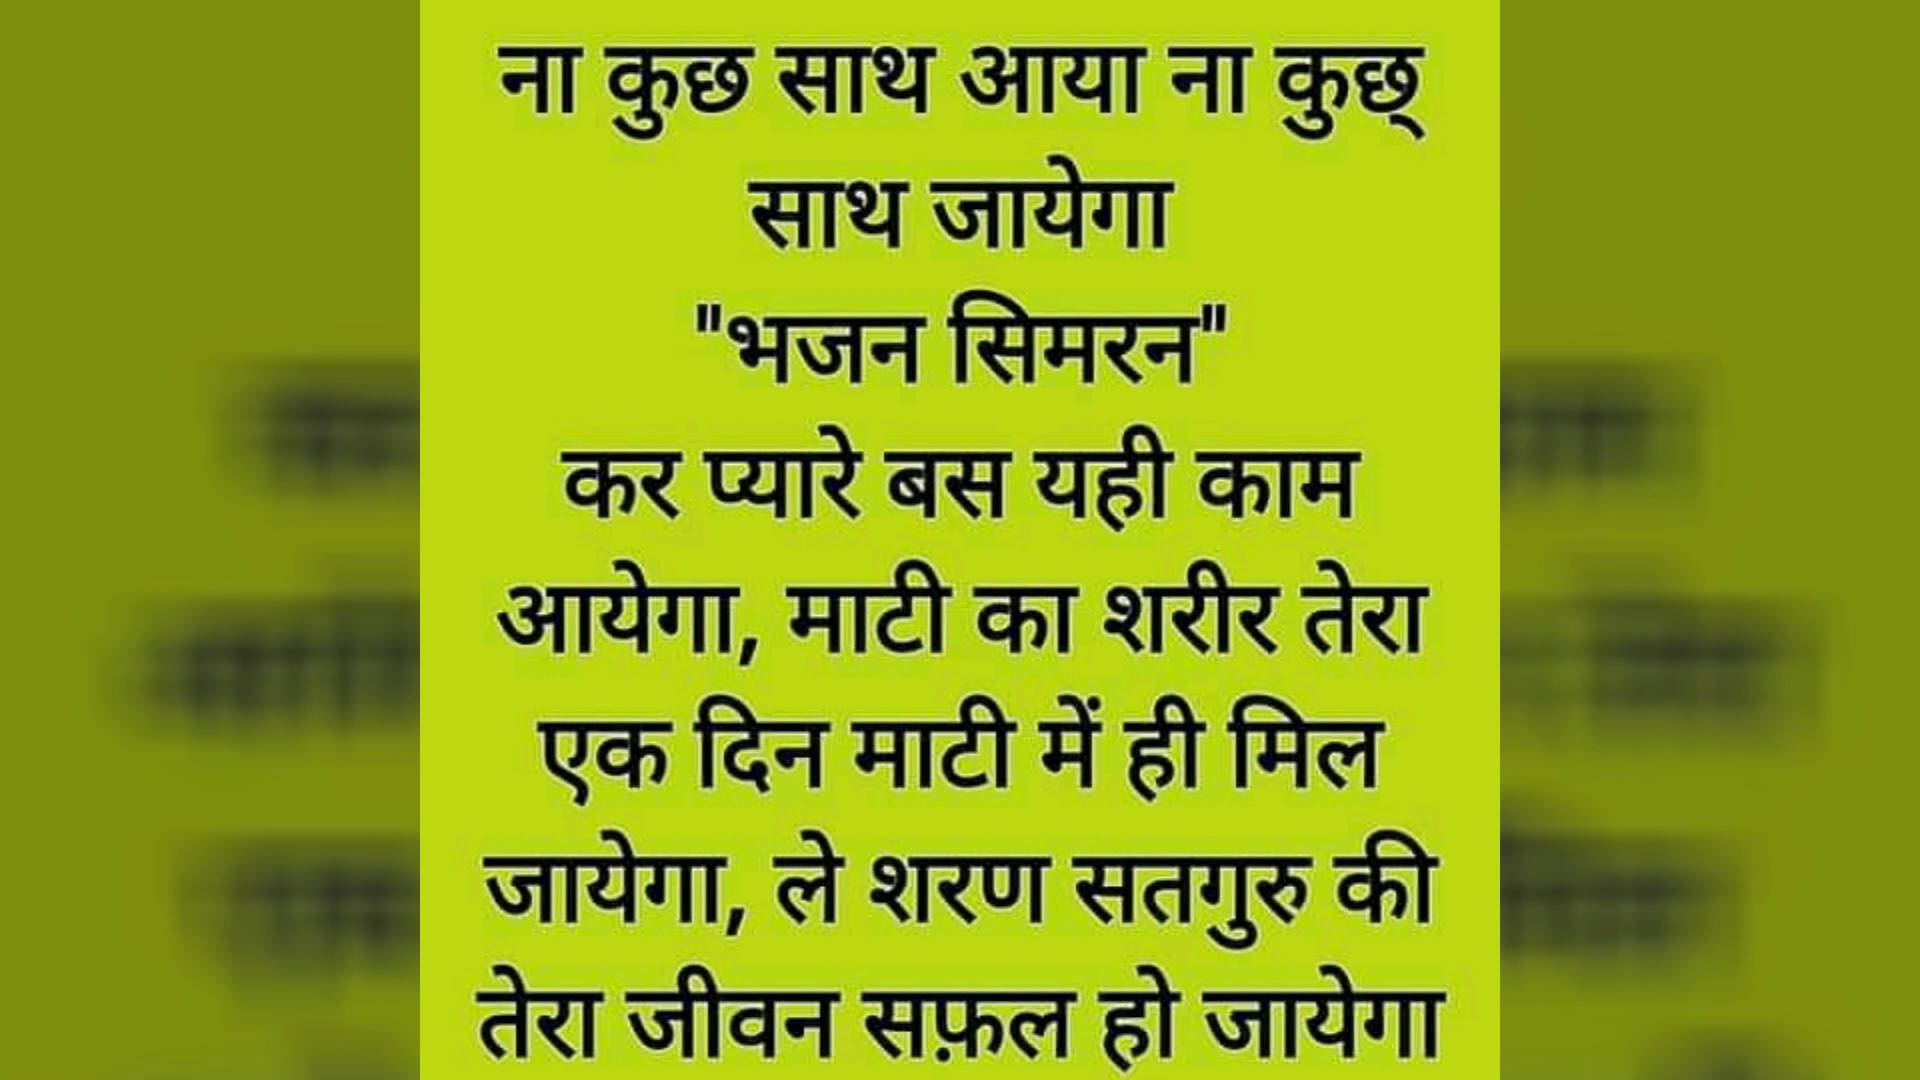 ना कुछ साथ आया ना कुछ्
साथ जायेगा
"भजन सिमरन"
कर प्यारे बस यही काम
आयेगा, माटी का शरीर तेरा
एक दिन माटी में ही मिल
जायेगा, ले शरण सतगुरु की
तेरा जीवन सफ़ल हो जायेगा